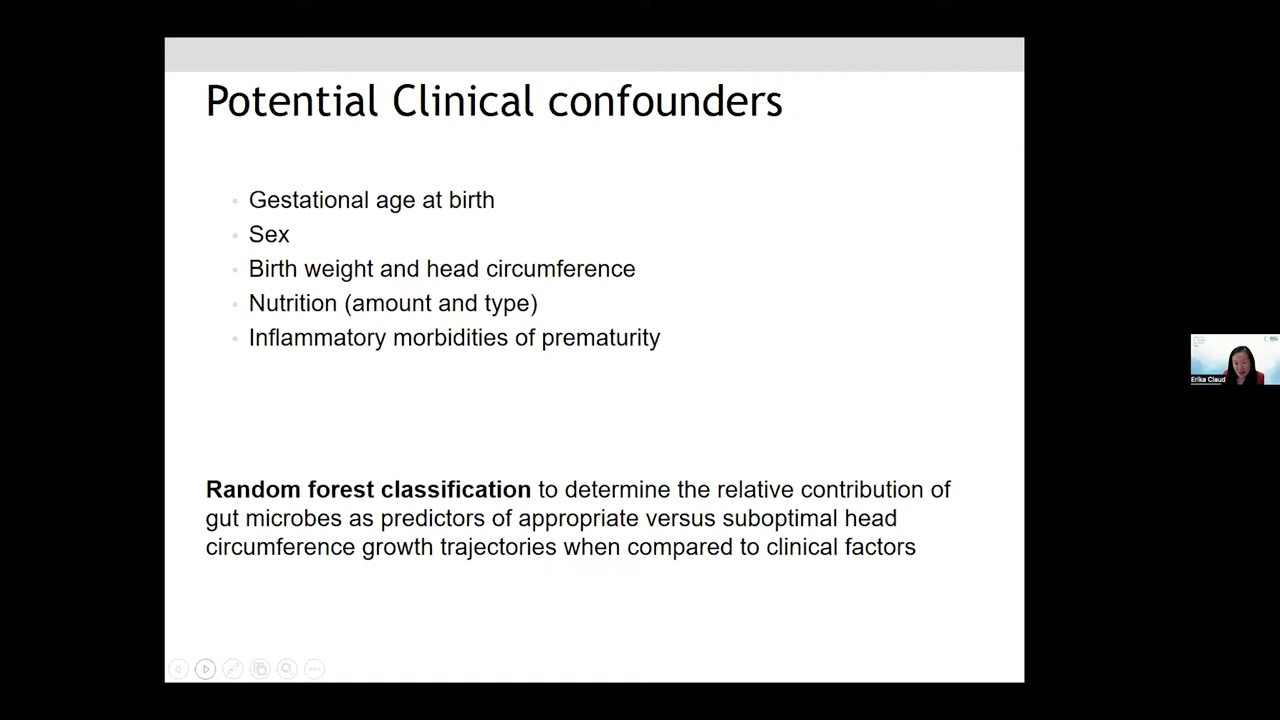 Potential Clinical confounders
Gestational age at birth
Sex
Birth weight and head circumference
Nutrition (amount and type)
Inflammatory morbidities of prematurity
Random forest classification to determine the relative contribution of
gut microbes as predictors of appropriate versus suboptimal head
circumference growth trajectories when compared to clinical factors
Erika Claud